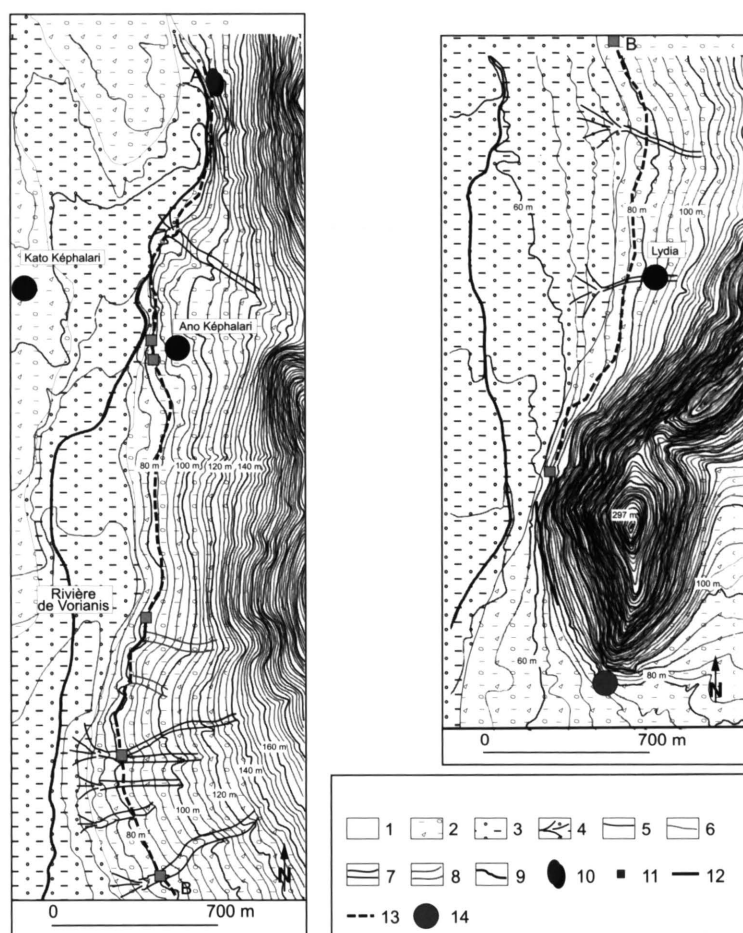 A
Kato Képhalari
Ano Képhalari
80 m
100 m
120 m
140 m
Rivière
de Vorianis
160 m
140 m
120 m
100 m
80 m
B
N
0 700 m
B
60 m
80 m
100 m
Lydia
297 m
100 m
60 m
80 m
N
0 700 m
1 2 3 4 5 6
7 8 9 10 11 12
13 14